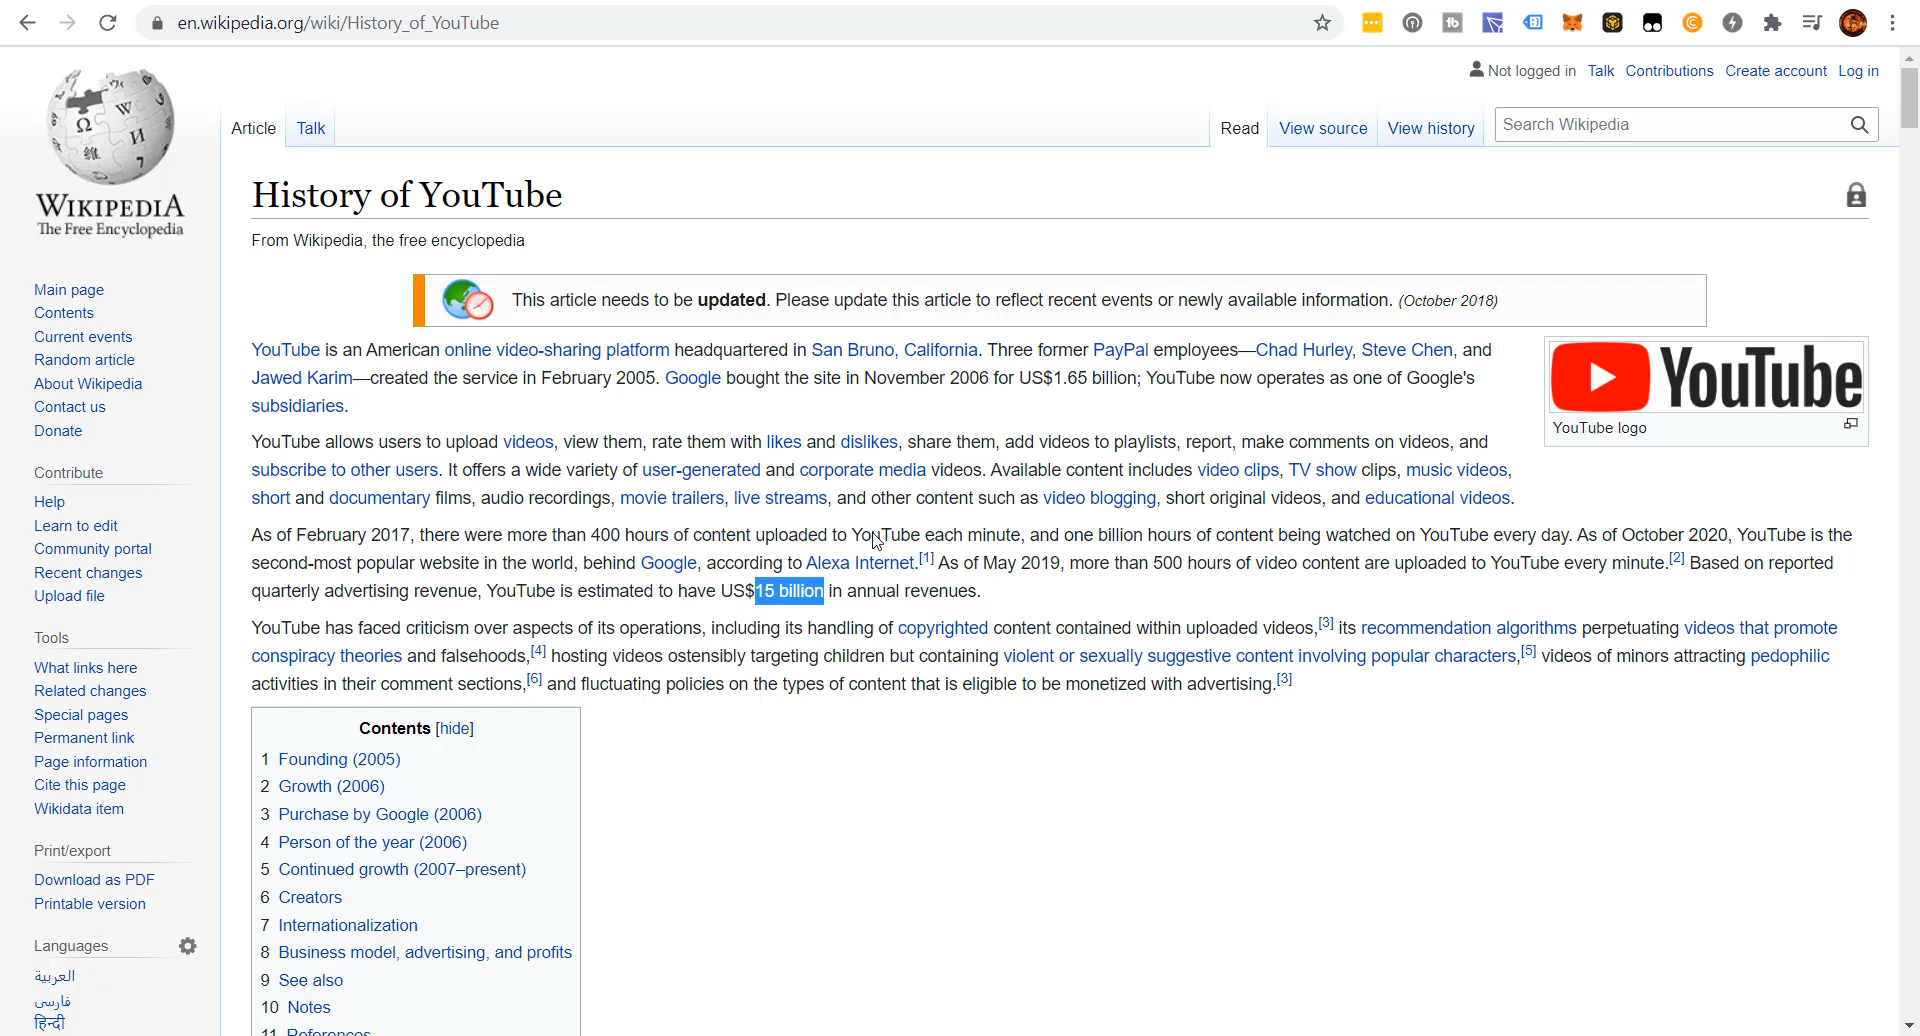 en.wikipedia.org/wiki/History_of_YouTube
Not logged in Talk Contributions Create account Log in
WIKIPEDIA
The Free Encyclopedia
Article Talk Read View source View history Search Wikipedia
History of YouTube
From Wikipedia, the free encyclopedia
This article needs to be updated. Please update this article to reflect recent events or newly available information. (October 2018)
YouTube is an American online video-sharing platform headquartered in San Bruno, California. Three former PayPal employees—Chad Hurley, Steve Chen, and
Jawed Karim—created the service in February 2005. Google bought the site in November 2006 for US$1.65 billion; YouTube now operates as one of Google's
subsidiaries.
YouTube
YouTube logo
YouTube allows users to upload videos, view them, rate them with likes and dislikes, share them, add videos to playlists, report, make comments on videos, and
subscribe to other users. It offers a wide variety of user-generated and corporate media videos. Available content includes video clips, TV show clips, music videos,
short and documentary films, audio recordings, movie trailers, live streams, and other content such as video blogging, short original videos, and educational videos.
As of February 2017, there were more than 400 hours of content uploaded to YouTube each minute, and one billion hours of content being watched on YouTube every day. As of October 2020, YouTube is the
second-most popular website in the world, behind Google, according to Alexa Internet.[1] As of May 2019, more than 500 hours of video content are uploaded to YouTube every minute.[2] Based on reported
quarterly advertising revenue, YouTube is estimated to have US$15 billion in annual revenues.
YouTube has faced criticism over aspects of its operations, including its handling of copyrighted content contained within uploaded videos,[3] its recommendation algorithms perpetuating videos that promote
conspiracy theories and falsehoods,[4] hosting videos ostensibly targeting children but containing violent or sexually suggestive content involving popular characters,[5] videos of minors attracting pedophilic
activities in their comment sections,[6] and fluctuating policies on the types of content that is eligible to be monetized with advertising.[3]
Contents [hide]
1 Founding (2005)
2 Growth (2006)
3 Purchase by Google (2006)
4 Person of the year (2006)
5 Continued growth (2007–present)
6 Creators
7 Internationalization
8 Business model, advertising, and profits
9 See also
10 Notes
11 References
Main page
Contents
Current events
Random article
About Wikipedia
Contact us
Donate
Contribute
Help
Learn to edit
Community portal
Recent changes
Upload file
Tools
What links here
Related changes
Special pages
Permanent link
Page information
Cite this page
Wikidata item
Print/export
Download as PDF
Printable version
Languages
العربية
فارسی
हिन्दी